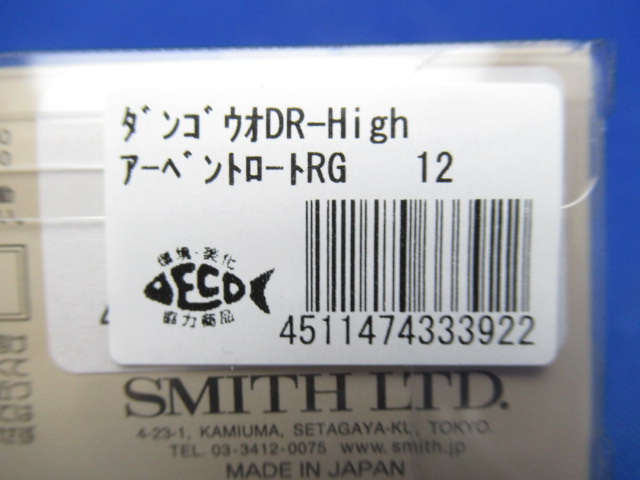 ﾀﾞﾝｺﾞｳｵDR-High
ｱｰﾍﾞﾝﾄﾛｰﾄRG 12
環境・美化
ECO
協力商品
4511474333922
SMITH LTD.
4-23-1, KAMIUMA, SETAGAYA-KU, TOKYO.
TEL. 03-3412-0075 www.smith.jp
MADE IN JAPAN